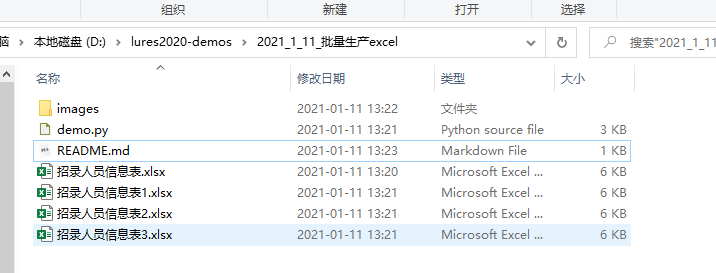 组织 新建 打开 选择
脑 › 本地磁盘 (D:) › lures2020-demos › 2021_1_11_批量生产excel 搜索"2021_1_11
名称 修改日期 类型 大小
images 2021-01-11 13:22 文件夹
demo.py 2021-01-11 13:21 Python source file 3 KB
README.md 2021-01-11 13:23 Markdown File 1 KB
招录人员信息表.xlsx 2021-01-11 13:20 Microsoft Excel ... 6 KB
招录人员信息表1.xlsx 2021-01-11 13:21 Microsoft Excel ... 6 KB
招录人员信息表2.xlsx 2021-01-11 13:21 Microsoft Excel ... 6 KB
招录人员信息表3.xlsx 2021-01-11 13:21 Microsoft Excel ... 6 KB